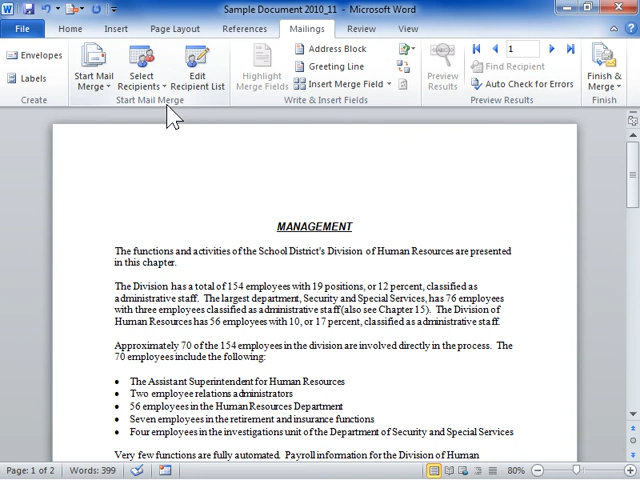 Sample Document 2010_11 - Microsoft Word
File Home Insert Page Layout References Mailings Review View
Envelopes
Labels
Create
Start Mail Merge
Select Recipients
Edit Recipient List
Start Mail Merge
Highlight Merge Fields
Address Block
Greeting Line
Insert Merge Field
Write & Insert Fields
Preview Results
1
Find Recipient
Auto Check for Errors
Preview Results
Finish & Merge
Finish
MANAGEMENT
The functions and activities of the School District's Division of Human Resources are presented
in this chapter.
The Division has a total of 154 employees with 19 positions, or 12 percent, classified as
administrative staff. The largest department, Security and Special Services, has 76 employees
with three employees classified as administrative staff(also see Chapter 15). The Division of
Human Resources has 56 employees with 10, or 17 percent, classified as administrative staff.
Approximately 70 of the 154 employees in the division are involved directly in the process. The
70 employees include the following:
• The Assistant Superintendent for Human Resources
• Two employee relations administrators
• 56 employees in the Human Resources Department
• Seven employees in the retirement and insurance functions
• Four employees in the investigations unit of the Department of Security and Special Services
Very few functions are fully automated. Payroll information for the Division of Human
Page: 1 of 2 Words: 399 80%